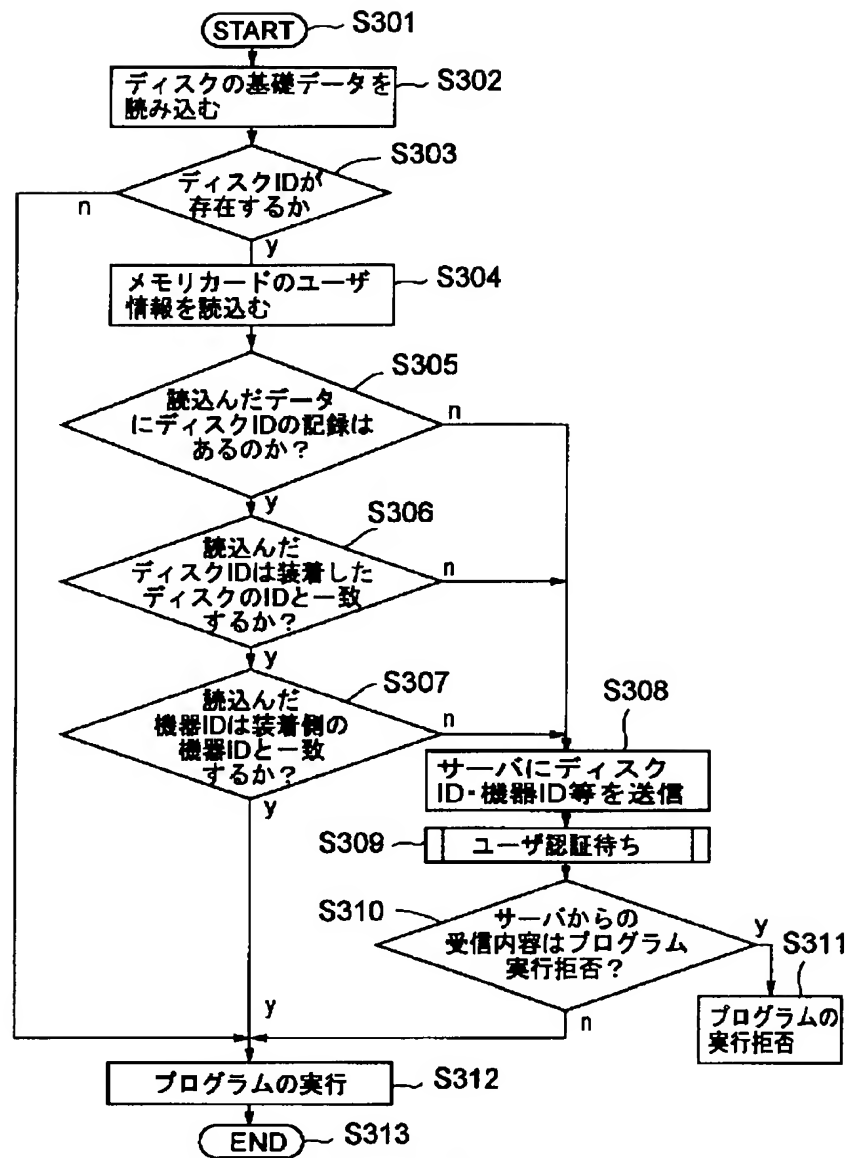 START
S301
ディスクの基礎データを
読み込む
S302
S303
ディスクIDが
存在するか
n
y
メモリカードのユーザ
情報を読込む
S304
S305
読込んだデータ
にディスクIDの記録は
あるのか？
n
y
S306
読込んだ
ディスクIDは装着した
ディスクのIDと一致
するか？
n
y
S307
読込んだ
機器IDは装着側の
機器IDと一致
するか？
n
y
S308
サーバにディスク
ID・機器ID等を送信
S309
ユーザ認証待ち
S310
サーバからの
受信内容はプログラム
実行拒否？
y
S311
プログラムの
実行拒否
y
n
プログラムの実行
S312
END
S313